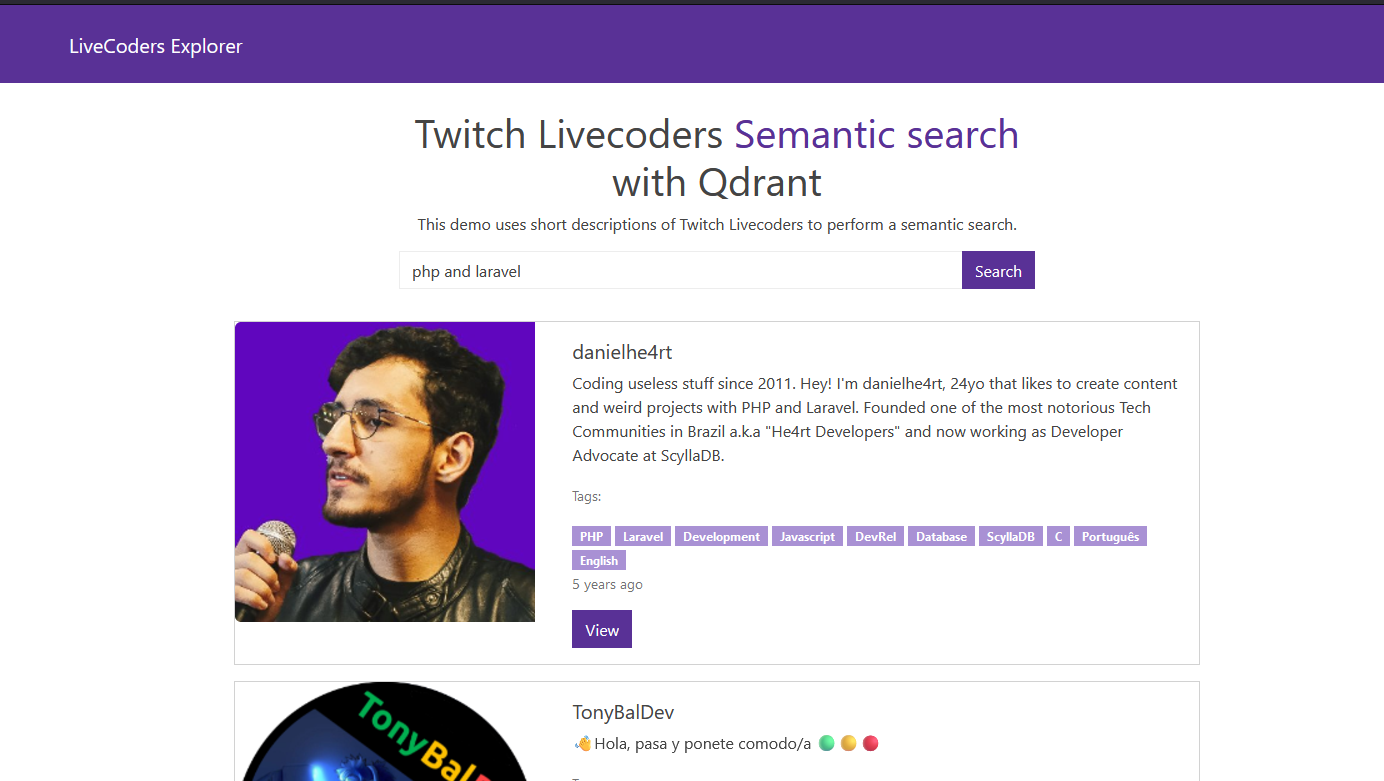 LiveCoders Explorer
Twitch Livecoders Semantic search
with Qdrant
This demo uses short descriptions of Twitch Livecoders to perform a semantic search.
php and laravel
Search
danielhe4rt
Coding useless stuff since 2011. Hey! I'm danielhe4rt, 24yo that likes to create content
and weird projects with PHP and Laravel. Founded one of the most notorious Tech
Communities in Brazil a.k.a "He4rt Developers" and now working as Developer
Advocate at ScyllaDB.
Tags:
PHP Laravel Development Javascript DevRel Database ScyllaDB C Português
English
5 years ago
View
TonyBal
TonyBalDev
👋Hola, pasa y ponete comodo/a 🟢 🟡 🔴